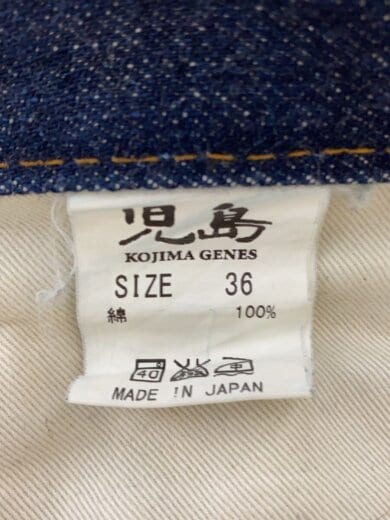 児島
KOJIMA GENES
SIZE 36
綿 100%
40
MADE IN JAPAN